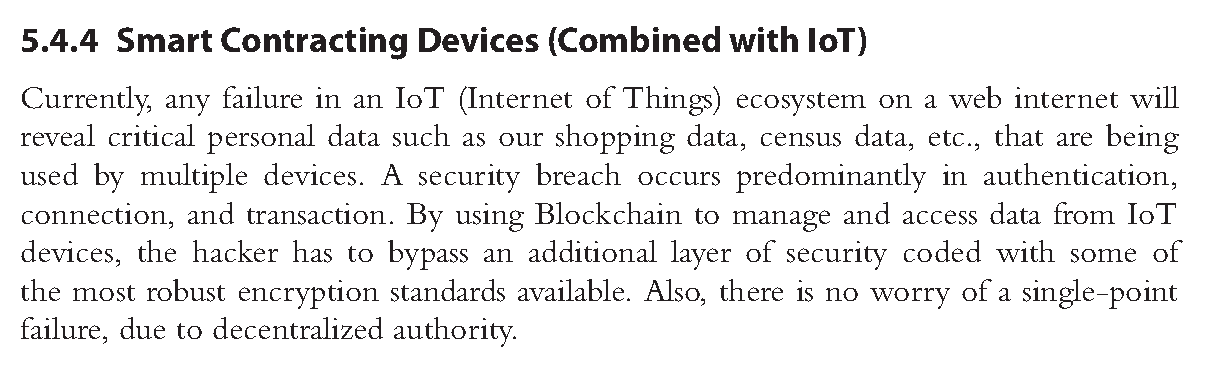 5.4.4 Smart Contracting Devices (Combined with IoT)
Currently, any failure in an IoT (Internet of Things) ecosystem on a web internet will
reveal critical personal data such as our shopping data, census data, etc., that are being
used by multiple devices. A security breach occurs predominantly in authentication,
connection, and transaction. By using Blockchain to manage and access data from IoT
devices, the hacker has to bypass an additional layer of security coded with some of
the most robust encryption standards available. Also, there is no worry of a single-point
failure, due to decentralized authority.